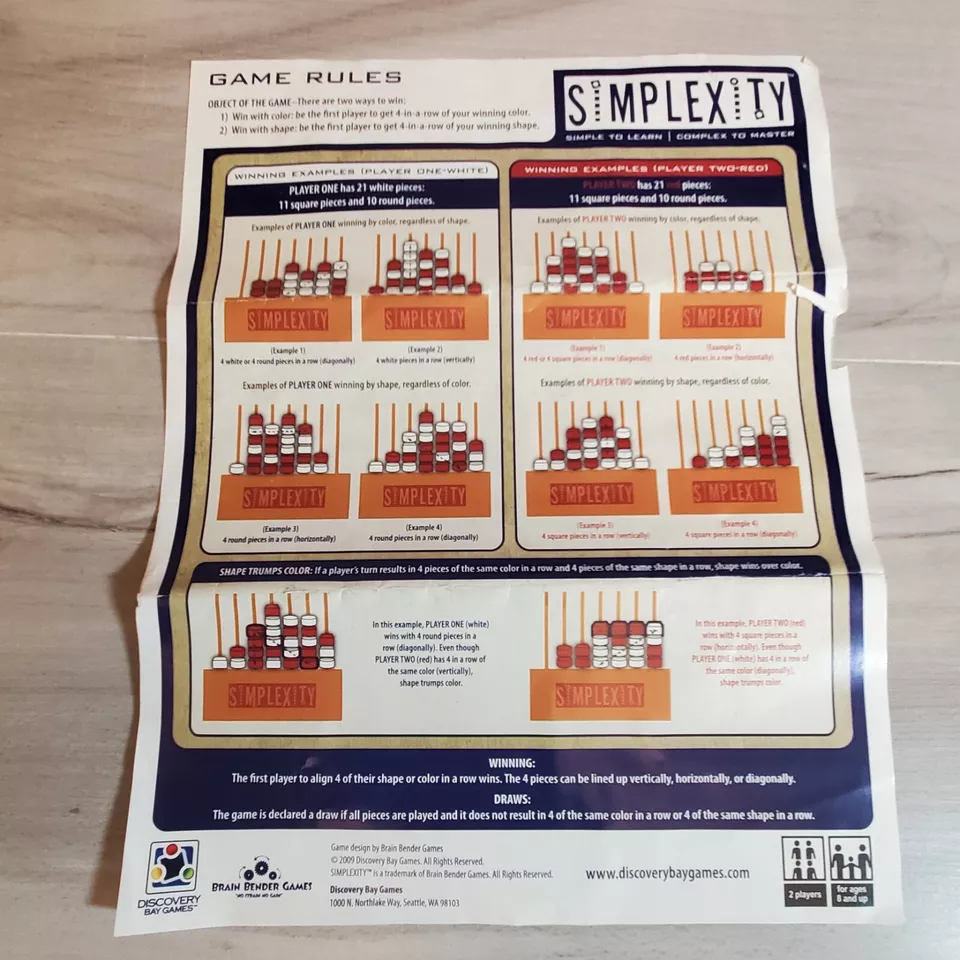 GAME RULES
OBJECT OF THE GAME–There are two ways to win:
1) Win with color: be the first player to get 4-in-a-row of your winning color.
2) Win with shape: be the first player to get 4-in-a-row of your winning shape.
SIMPLEXITY™
SIMPLE TO LEARN | COMPLEX TO MASTER
WINNING EXAMPLES (PLAYER ONE-WHITE)
PLAYER ONE has 21 white pieces:
11 square pieces and 10 round pieces.
Examples of PLAYER ONE winning by color, regardless of shape.
SIMPLEXITY
SIMPLEXITY
(Example 1)
4 white or 4 round pieces in a row (diagonally)
(Example 2)
4 white pieces in a row (vertically)
Examples of PLAYER ONE winning by shape, regardless of color.
SIMPLEXITY
SIMPLEXITY
(Example 3)
4 round pieces in a row (horizontally)
(Example 4)
4 round pieces in a row (diagonally)
WINNING EXAMPLES (PLAYER TWO-RED)
PLAYER TWO has 21 red pieces:
11 square pieces and 10 round pieces.
Examples of PLAYER TWO winning by color, regardless of shape.
SIMPLEXITY
SIMPLEXITY
(Example 1)
4 red or 4 square pieces in a row (diagonally)
(Example 2)
4 red pieces in a row (horizontally)
Examples of PLAYER TWO winning by shape, regardless of color.
SIMPLEXITY
SIMPLEXITY
4 square pieces in a row (vertically)
(Example 4)
4 square pieces in a row (diagonally)
SHAPE TRUMPS COLOR: If a player's turn results in 4 pieces of the same color in a row and 4 pieces of the same shape in a row, shape wins over color.
SIMPLEXITY
In this example, PLAYER ONE (white)
wins with 4 round pieces in a
row (diagonally). Even though
PLAYER TWO (red) has 4 in a row of
the same color (vertically),
shape trumps color.
SIMPLEXITY
In this example, PLAYER TWO (red)
wins with 4 square pieces in a
row (horizontally). Even though
PLAYER ONE (white) has 4 in a row of
the same color (diagonally),
shape trumps color.
WINNING:
The first player to align 4 of their shape or color in a row wins. The 4 pieces can be lined up vertically, horizontally, or diagonally.
DRAWS:
The game is declared a draw if all pieces are played and it does not result in 4 of the same color in a row or 4 of the same shape in a row.
DISCOVERY
BAY GAMES™
BRAIN BENDER GAMES
"NO STRAIN NO GAIN"
Game design by Brain Bender Games
© 2009 Discovery Bay Games. All Rights Reserved.
SIMPLEXITY™ is a trademark of Brain Bender Games. All Rights Reserved.
Discovery Bay Games
1000 N. Northlake Way, Seattle, WA 98103
www.discoverybaygames.com
2 players
for ages
8 and up